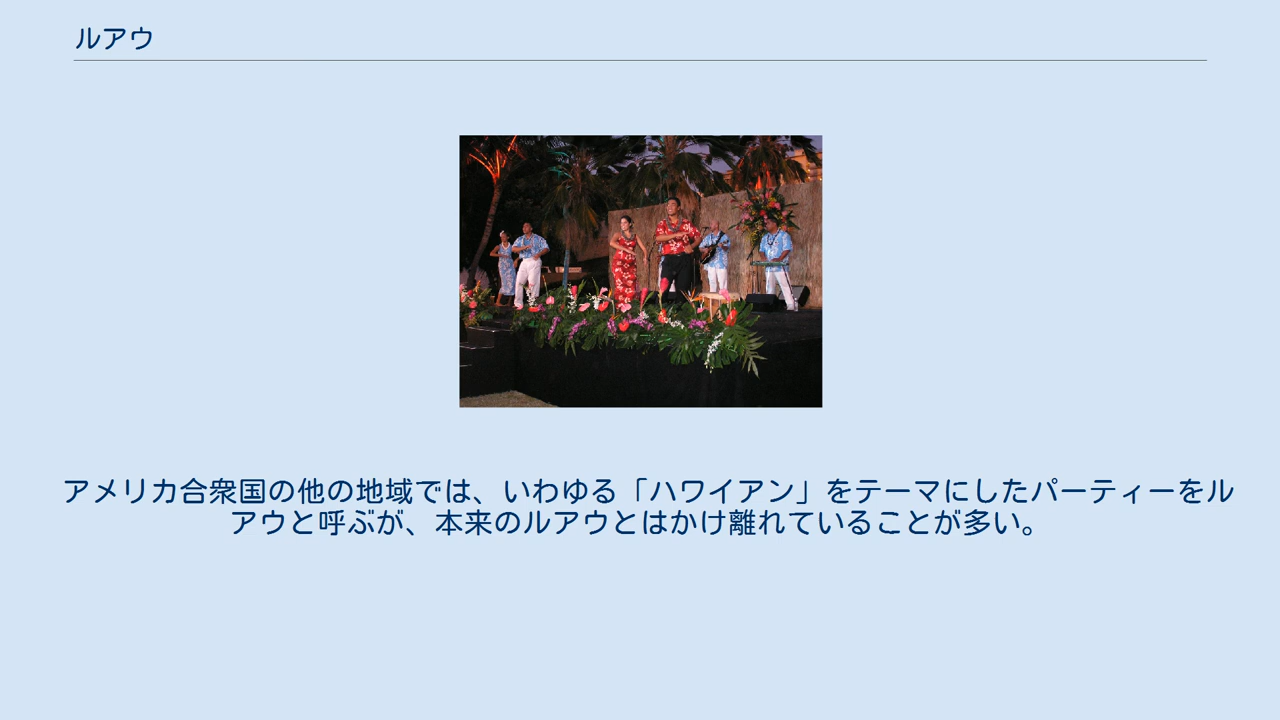 ルアウ
アメリカ合衆国の他の地域では、いわゆる「ハワイアン」をテーマにしたパーティーをル
アウと呼ぶが、本来のルアウとはかけ離れていることが多い。